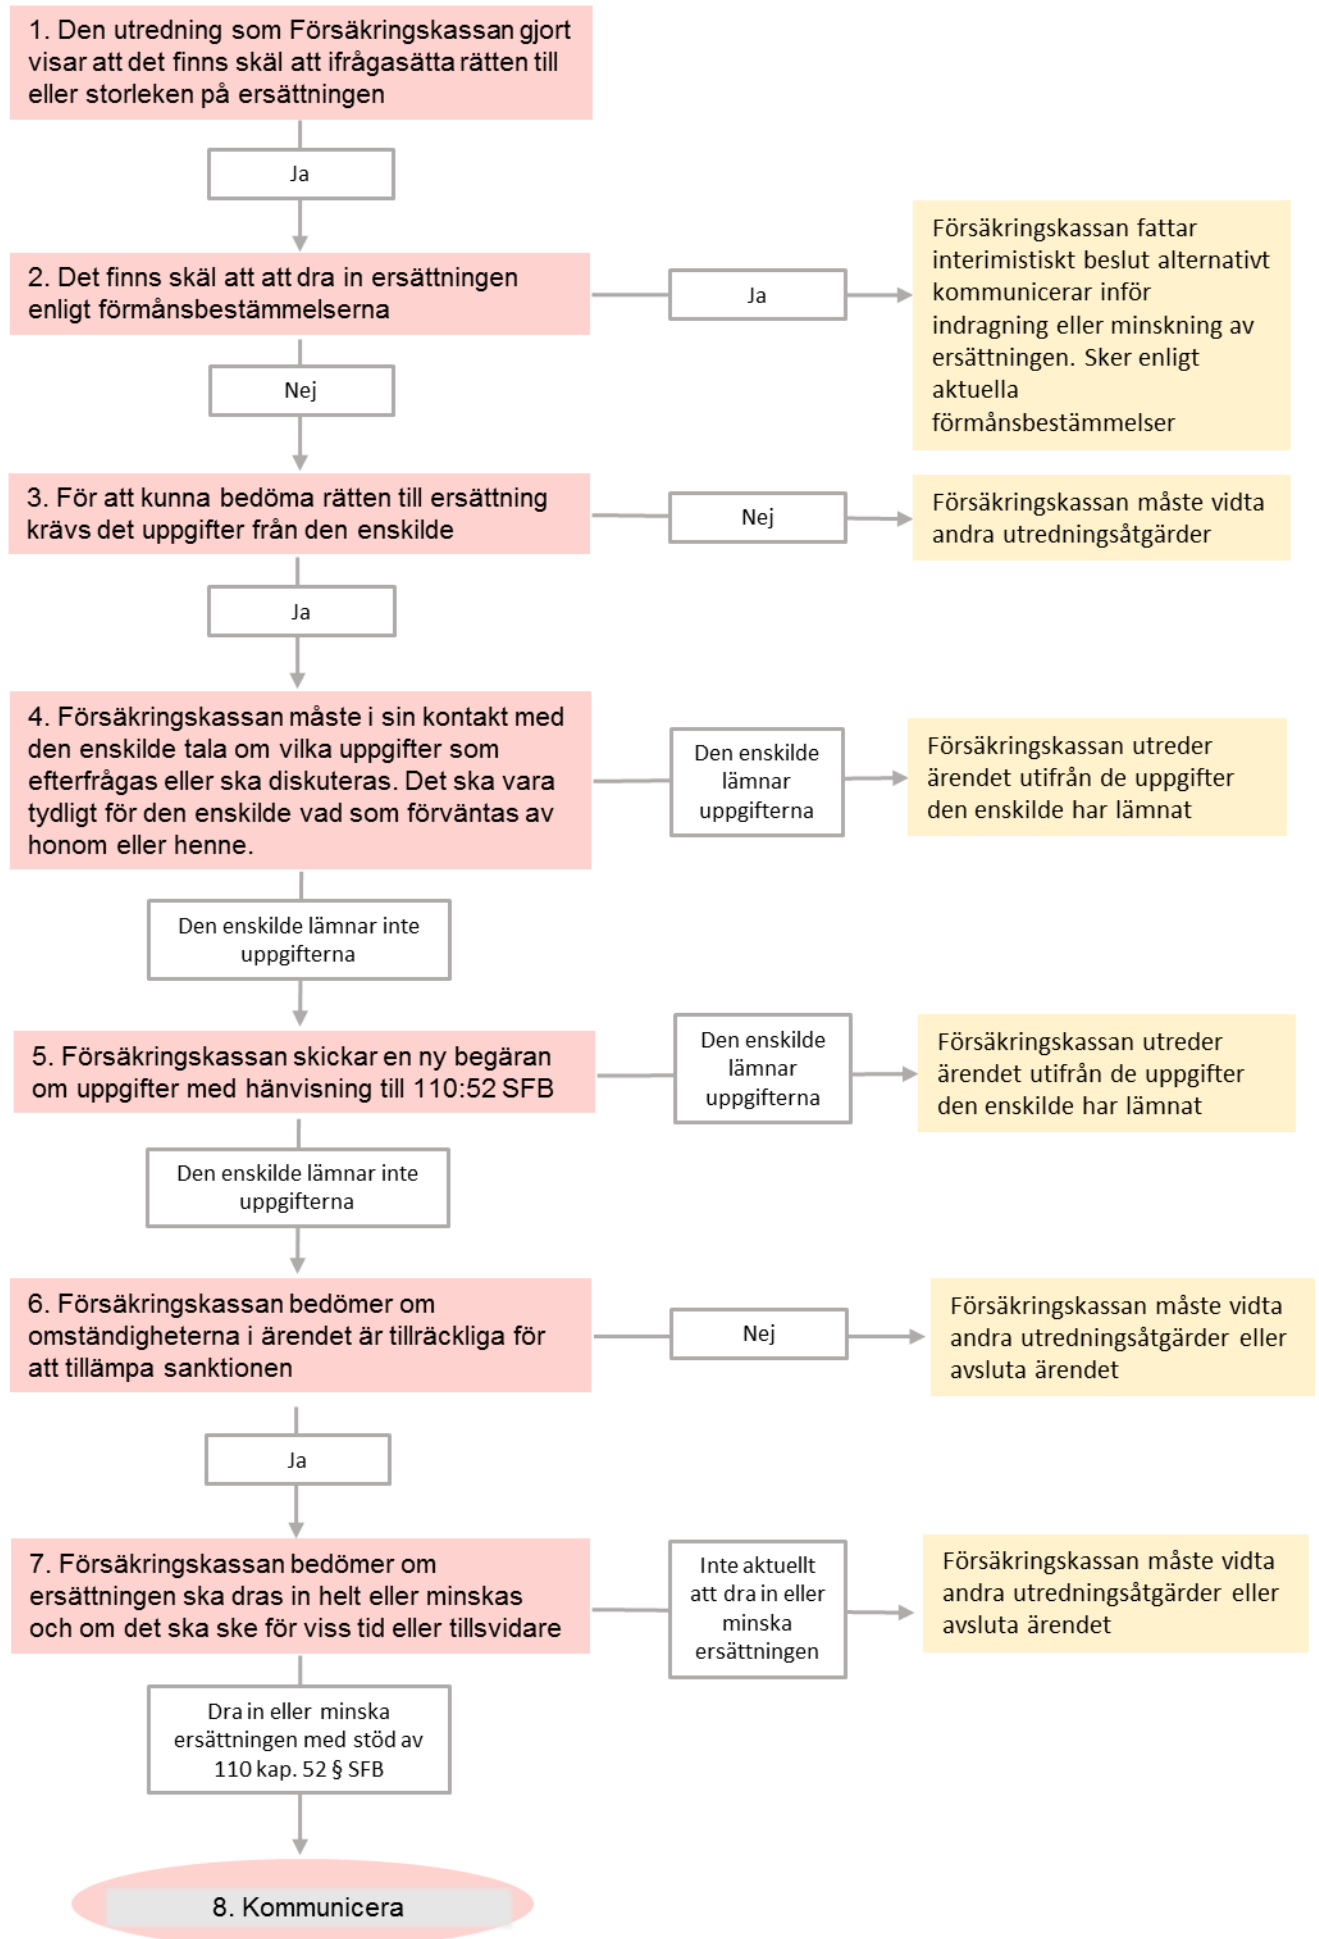 1. Den utredning som Försäkringskassan gjort
visar att det finns skäl att ifrågasätta rätten till
eller storleken på ersättningen
Ja
2. Det finns skäl att att dra in ersättningen
enligt förmånsbestämmelserna
Ja
Försäkringskassan fattar
interimistiskt beslut alternativt
kommunicerar inför
indragning eller minskning av
ersättningen. Sker enligt
aktuella
förmånsbestämmelser
Nej
3. För att kunna bedöma rätten till ersättning
krävs det uppgifter från den enskilde
Nej
Försäkringskassan måste vidta
andra utredningsåtgärder
Ja
4. Försäkringskassan måste i sin kontakt med
den enskilde tala om vilka uppgifter som
efterfrågas eller ska diskuteras. Det ska vara
tydligt för den enskilde vad som förväntas av
honom eller henne.
Den enskilde
lämnar
uppgifterna
Försäkringskassan utreder
ärendet utifrån de uppgifter
den enskilde har lämnat
Den enskilde lämnar inte
uppgifterna
5. Försäkringskassan skickar en ny begäran
om uppgifter med hänvisning till 110:52 SFB
Den enskilde
lämnar
uppgifterna
Försäkringskassan utreder
ärendet utifrån de uppgifter
den enskilde har lämnat
Den enskilde lämnar inte
uppgifterna
6. Försäkringskassan bedömer om
omständigheterna i ärendet är tillräckliga för
att tillämpa sanktionen
Nej
Försäkringskassan måste vidta
andra utredningsåtgärder eller
avsluta ärendet
Ja
7. Försäkringskassan bedömer om
ersättningen ska dras in helt eller minskas
och om det ska ske för viss tid eller tillsvidare
Inte aktuellt
att dra in eller
minska
ersättningen
Försäkringskassan måste vidta
andra utredningsåtgärder eller
avsluta ärendet
Dra in eller minska
ersättningen med stöd av
110 kap. 52 § SFB
8. Kommunicera